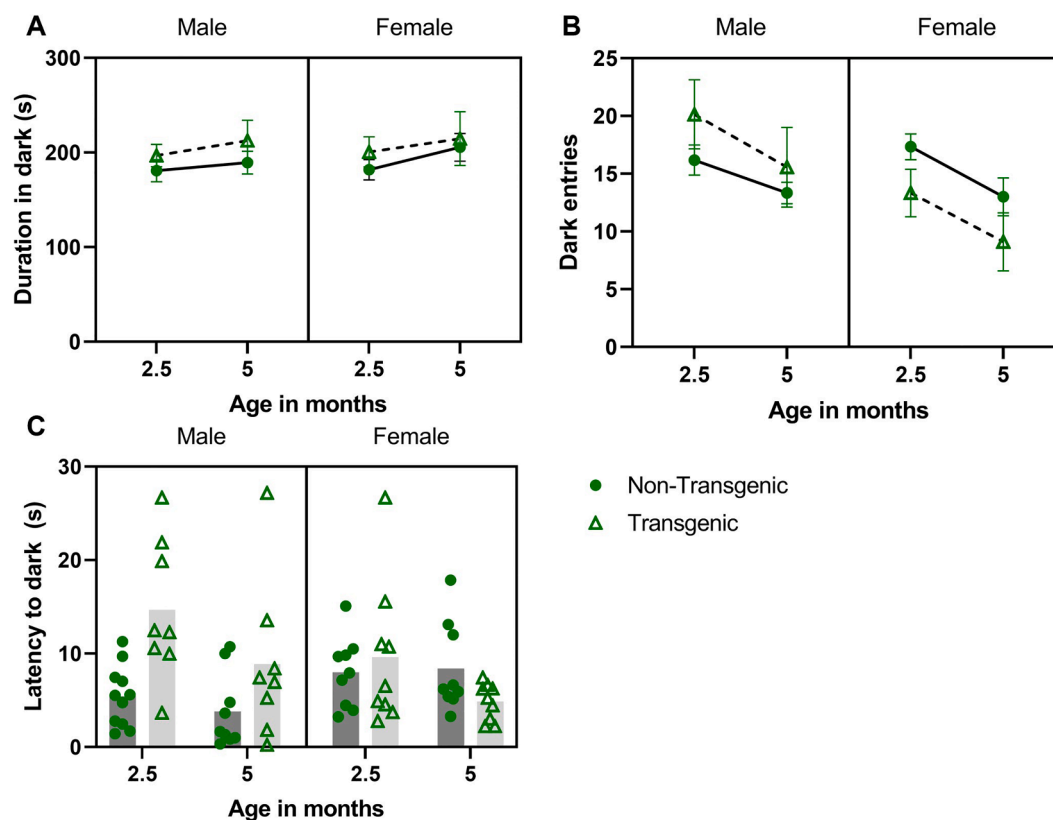 A
Male Female
Duration in dark (s)
300
200
100
0
2.5 5 2.5 5
Age in months
B
Male Female
Dark entries
25
20
15
10
5
0
2.5 5 2.5 5
Age in months
C
Male Female
Latency to dark (s)
30
20
10
0
2.5 5 2.5 5
Age in months
Non-Transgenic
Transgenic